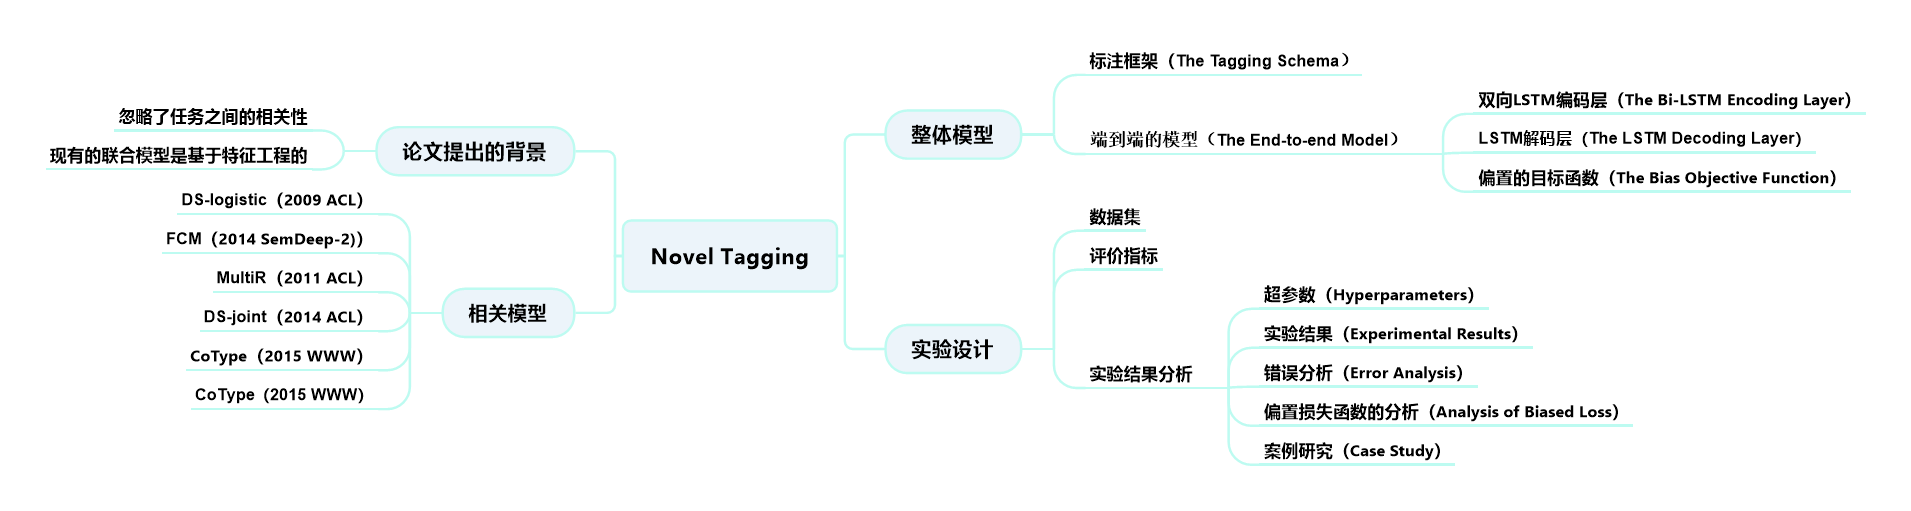 Novel Tagging
论文提出的背景
忽略了任务之间的相关性
现有的联合模型是基于特征工程的
相关模型
DS-logistic（2009 ACL）
FCM（2014 SemDeep-2)）
MultiR（2011 ACL）
DS-joint（2014 ACL）
CoType（2015 WWW）
CoType（2015 WWW）
整体模型
标注框架（The Tagging Schema）
端到端的模型（The End-to-end Model）
双向LSTM编码层（The Bi-LSTM Encoding Layer）
LSTM解码层（The LSTM Decoding Layer）
偏置的目标函数（The Bias Objective Function）
实验设计
数据集
评价指标
实验结果分析
超参数（Hyperparameters）
实验结果（Experimental Results）
错误分析（Error Analysis）
偏置损失函数的分析（Analysis of Biased Loss）
案例研究（Case Study）